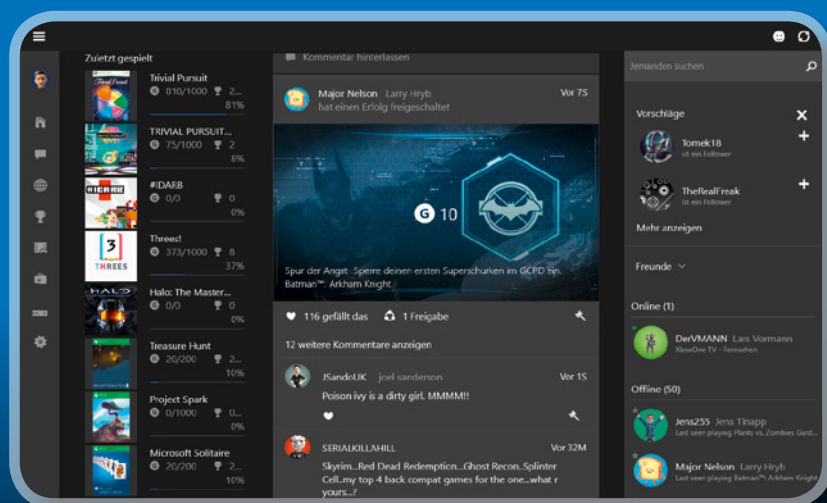 Zuletzt gespielt
Trivial Pursuit
G 810/1000 2...
81%
TRIVIAL PURSUIT...
G 75/1000 2
8%
#IDARB
G 0/0 0
0%
Threes!
G 373/1000 8
37%
Halo: The Master...
G 0/0 0
0%
Treasure Hunt
G 20/200 2...
10%
Project Spark
G 0/1000 0...
0%
Microsoft Solitaire
G 20/200 2...
10%
#IDARB
3
THREES
HALO
Kommentar hinterlassen
Major Nelson Larry Hryb Vor 7S
hat einen Erfolg freigeschaltet
G 10
Spur der Angst Sperre deinen ersten Superschurken im GCPD ein.
Batman™: Arkham Knight
116 gefällt das 1 Freigabe
12 weitere Kommentare anzeigen
JSandoUK joel sanderson Vor 1S
Poison ivy is a dirty girl. MMMM!!
SERIALKILLAHILL Vor 32M
Skyrim...Red Dead Redemption...Ghost Recon..Splinter
Cell..my top 4 back compat games for the one...what r
yours...?
Jemanden suchen
Vorschläge
Tomek18
ist ein Follower
TheRealFreak
ist ein Follower
Mehr anzeigen
Freunde
Online (1)
DerVMANN Lars Vormann
XboxOne TV - Fernsehen
Offline (50)
Jens255 Jens Tinapp
Last seen playing Plants vs. Zombies Gard...
Major Nelson Larry Hryb
Last seen playing Batman™: Arkham Knight